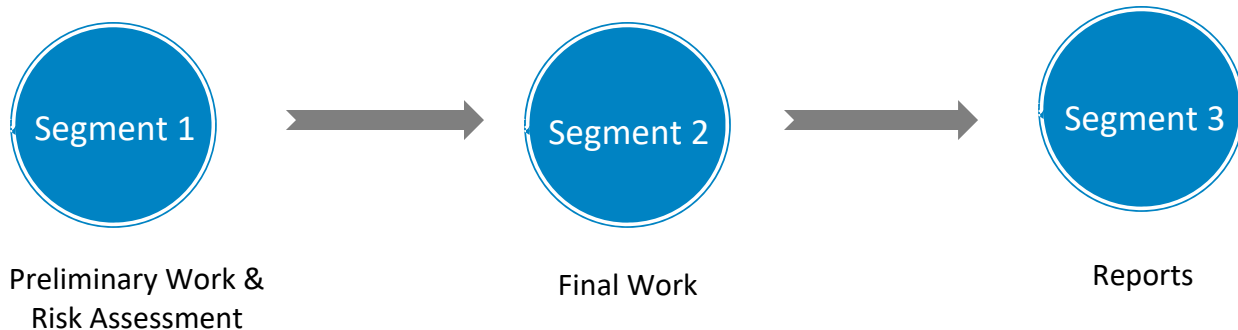 Segment 1
Segment 2
Segment 3
Preliminary Work &
Risk Assessment
Final Work
Reports